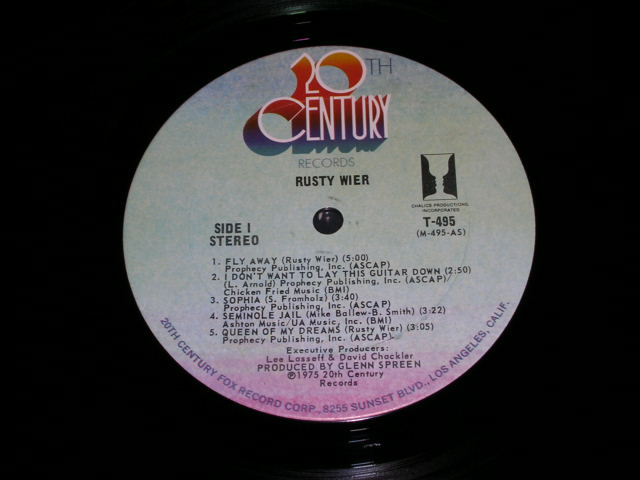 20TH
CENTURY
RECORDS
RUSTY WIER
CHALICE PRODUCTIONS
INCORPORATED
SIDE I
STEREO
T-495
(M-495-AS)
1. FLY AWAY (Rusty Wier) (5:00)
Prophecy Publishing, Inc. (ASCAP)
2. I DON'T WANT TO LAY THIS GUITAR DOWN (2:50)
(L. Arnold) Prophecy Publishing, Inc. (ASCAP)/
Chicken Fried Music (BMI)
3. SOPHIA (S. Fromholz) (3:40)
Prophecy Publishing, Inc. (ASCAP)
4. SEMINOLE JAIL (Mike Ballew-B. Smith) (3:22)
Ashton Music/UA Music, Inc. (BMI)
5. QUEEN OF MY DREAMS (Rusty Wier) (3:05)
Prophecy Publishing, Inc. (ASCAP)
Executive Producers:
Lee Lasseff & David Chackler
PRODUCED BY GLENN SPREEN
Ⓟ1975 20th Century
Records
20TH CENTURY FOX RECORD CORP., 8255 SUNSET BLVD., LOS ANGELES, CALIF.